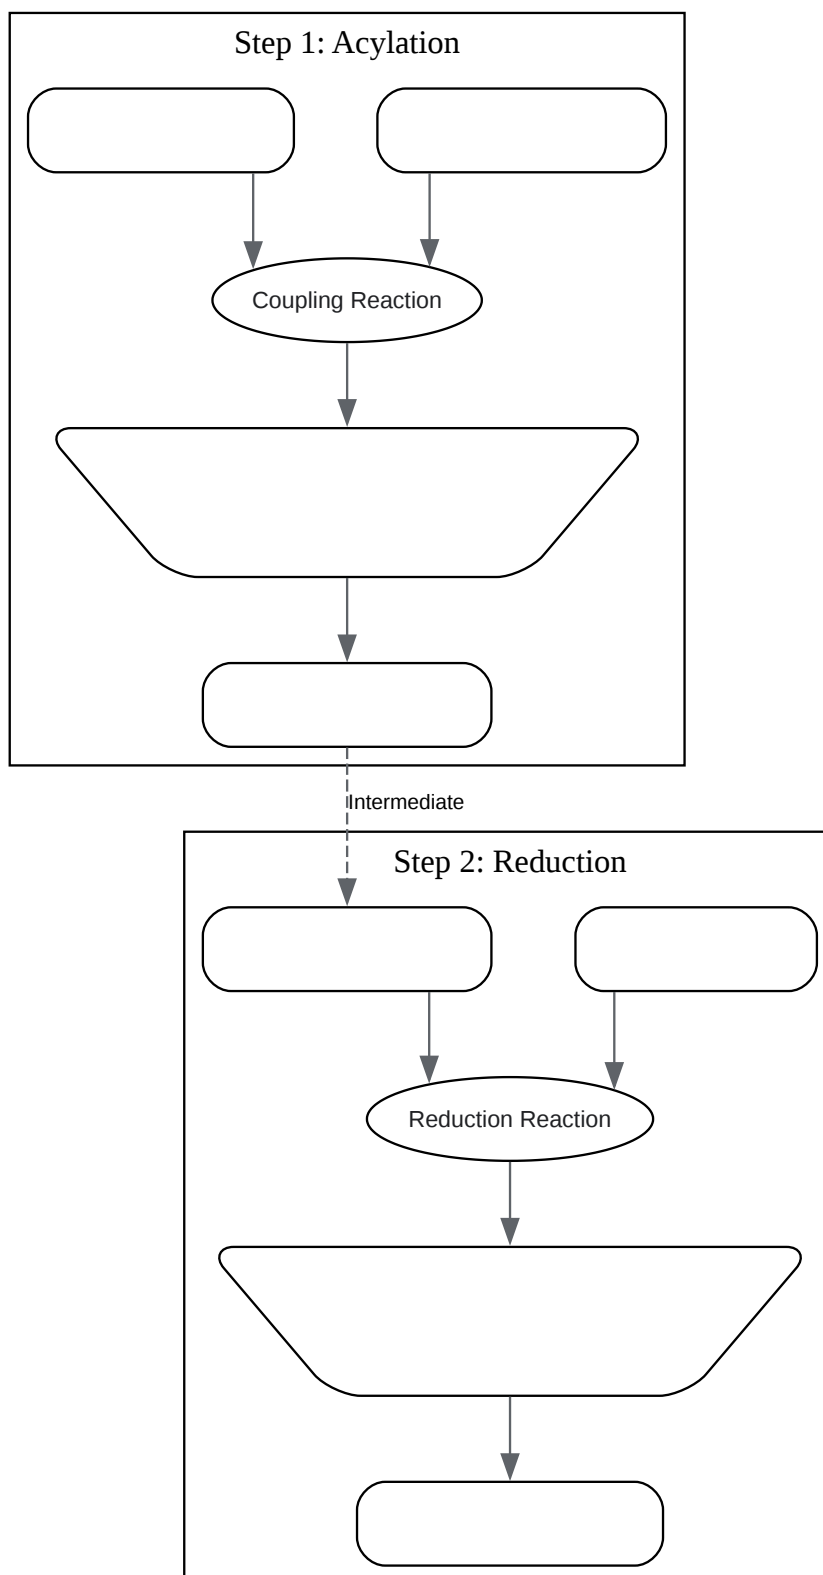 Step 1: Acylation
Coupling Reaction
Intermediate
Step 2: Reduction
Reduction Reaction